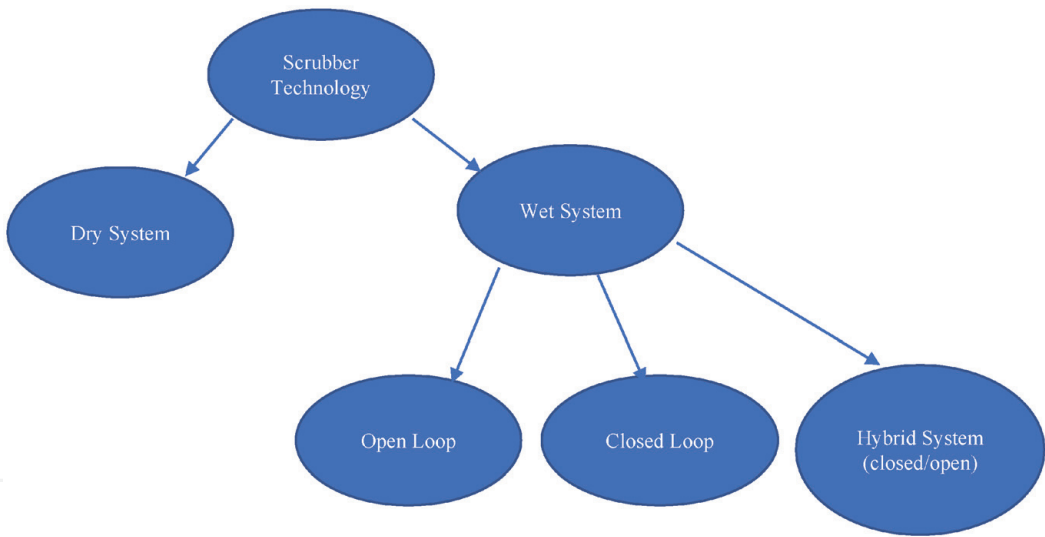 Scrubber
Technology
Dry System
Wet System
Open Loop
Closed Loop
Hybrid System
(closed/open)